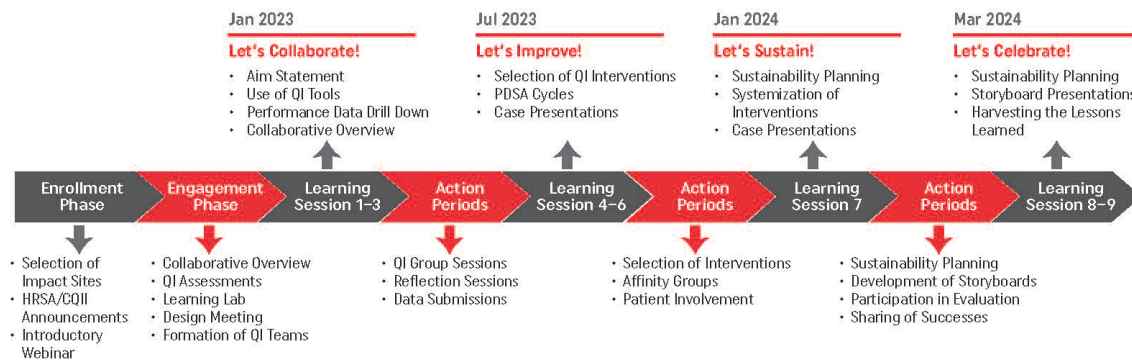 Jan 2023
Let's Collaborate!
• Aim Statement
• Use of QI Tools
• Performance Data Drill Down
• Collaborative Overview
Jul 2023
Let's Improve!
• Selection of QI Interventions
• PDSA Cycles
• Case Presentations
Jan 2024
Let's Sustain!
• Sustainability Planning
• Systemization of
Interventions
• Case Presentations
Mar 2024
Let's Celebrate!
• Sustainability Planning
• Storyboard Presentations
• Harvesting the Lessons
Learned
Enrollment
Phase
Engagement
Phase
Learning
Session 1–3
Action
Periods
Learning
Session 4–6
Action
Periods
Learning
Session 7
Action
Periods
Learning
Session 8–9
• Selection of
Impact Sites
• HRSA/CQII
Announcements
• Introductory
Webinar
• Collaborative Overview
• QI Assessments
• Learning Lab
• Design Meeting
• Formation of QI Teams
• QI Group Sessions
• Reflection Sessions
• Data Submissions
• Selection of Interventions
• Affinity Groups
• Patient Involvement
• Sustainability Planning
• Development of Storyboards
• Participation in Evaluation
• Sharing of Successes